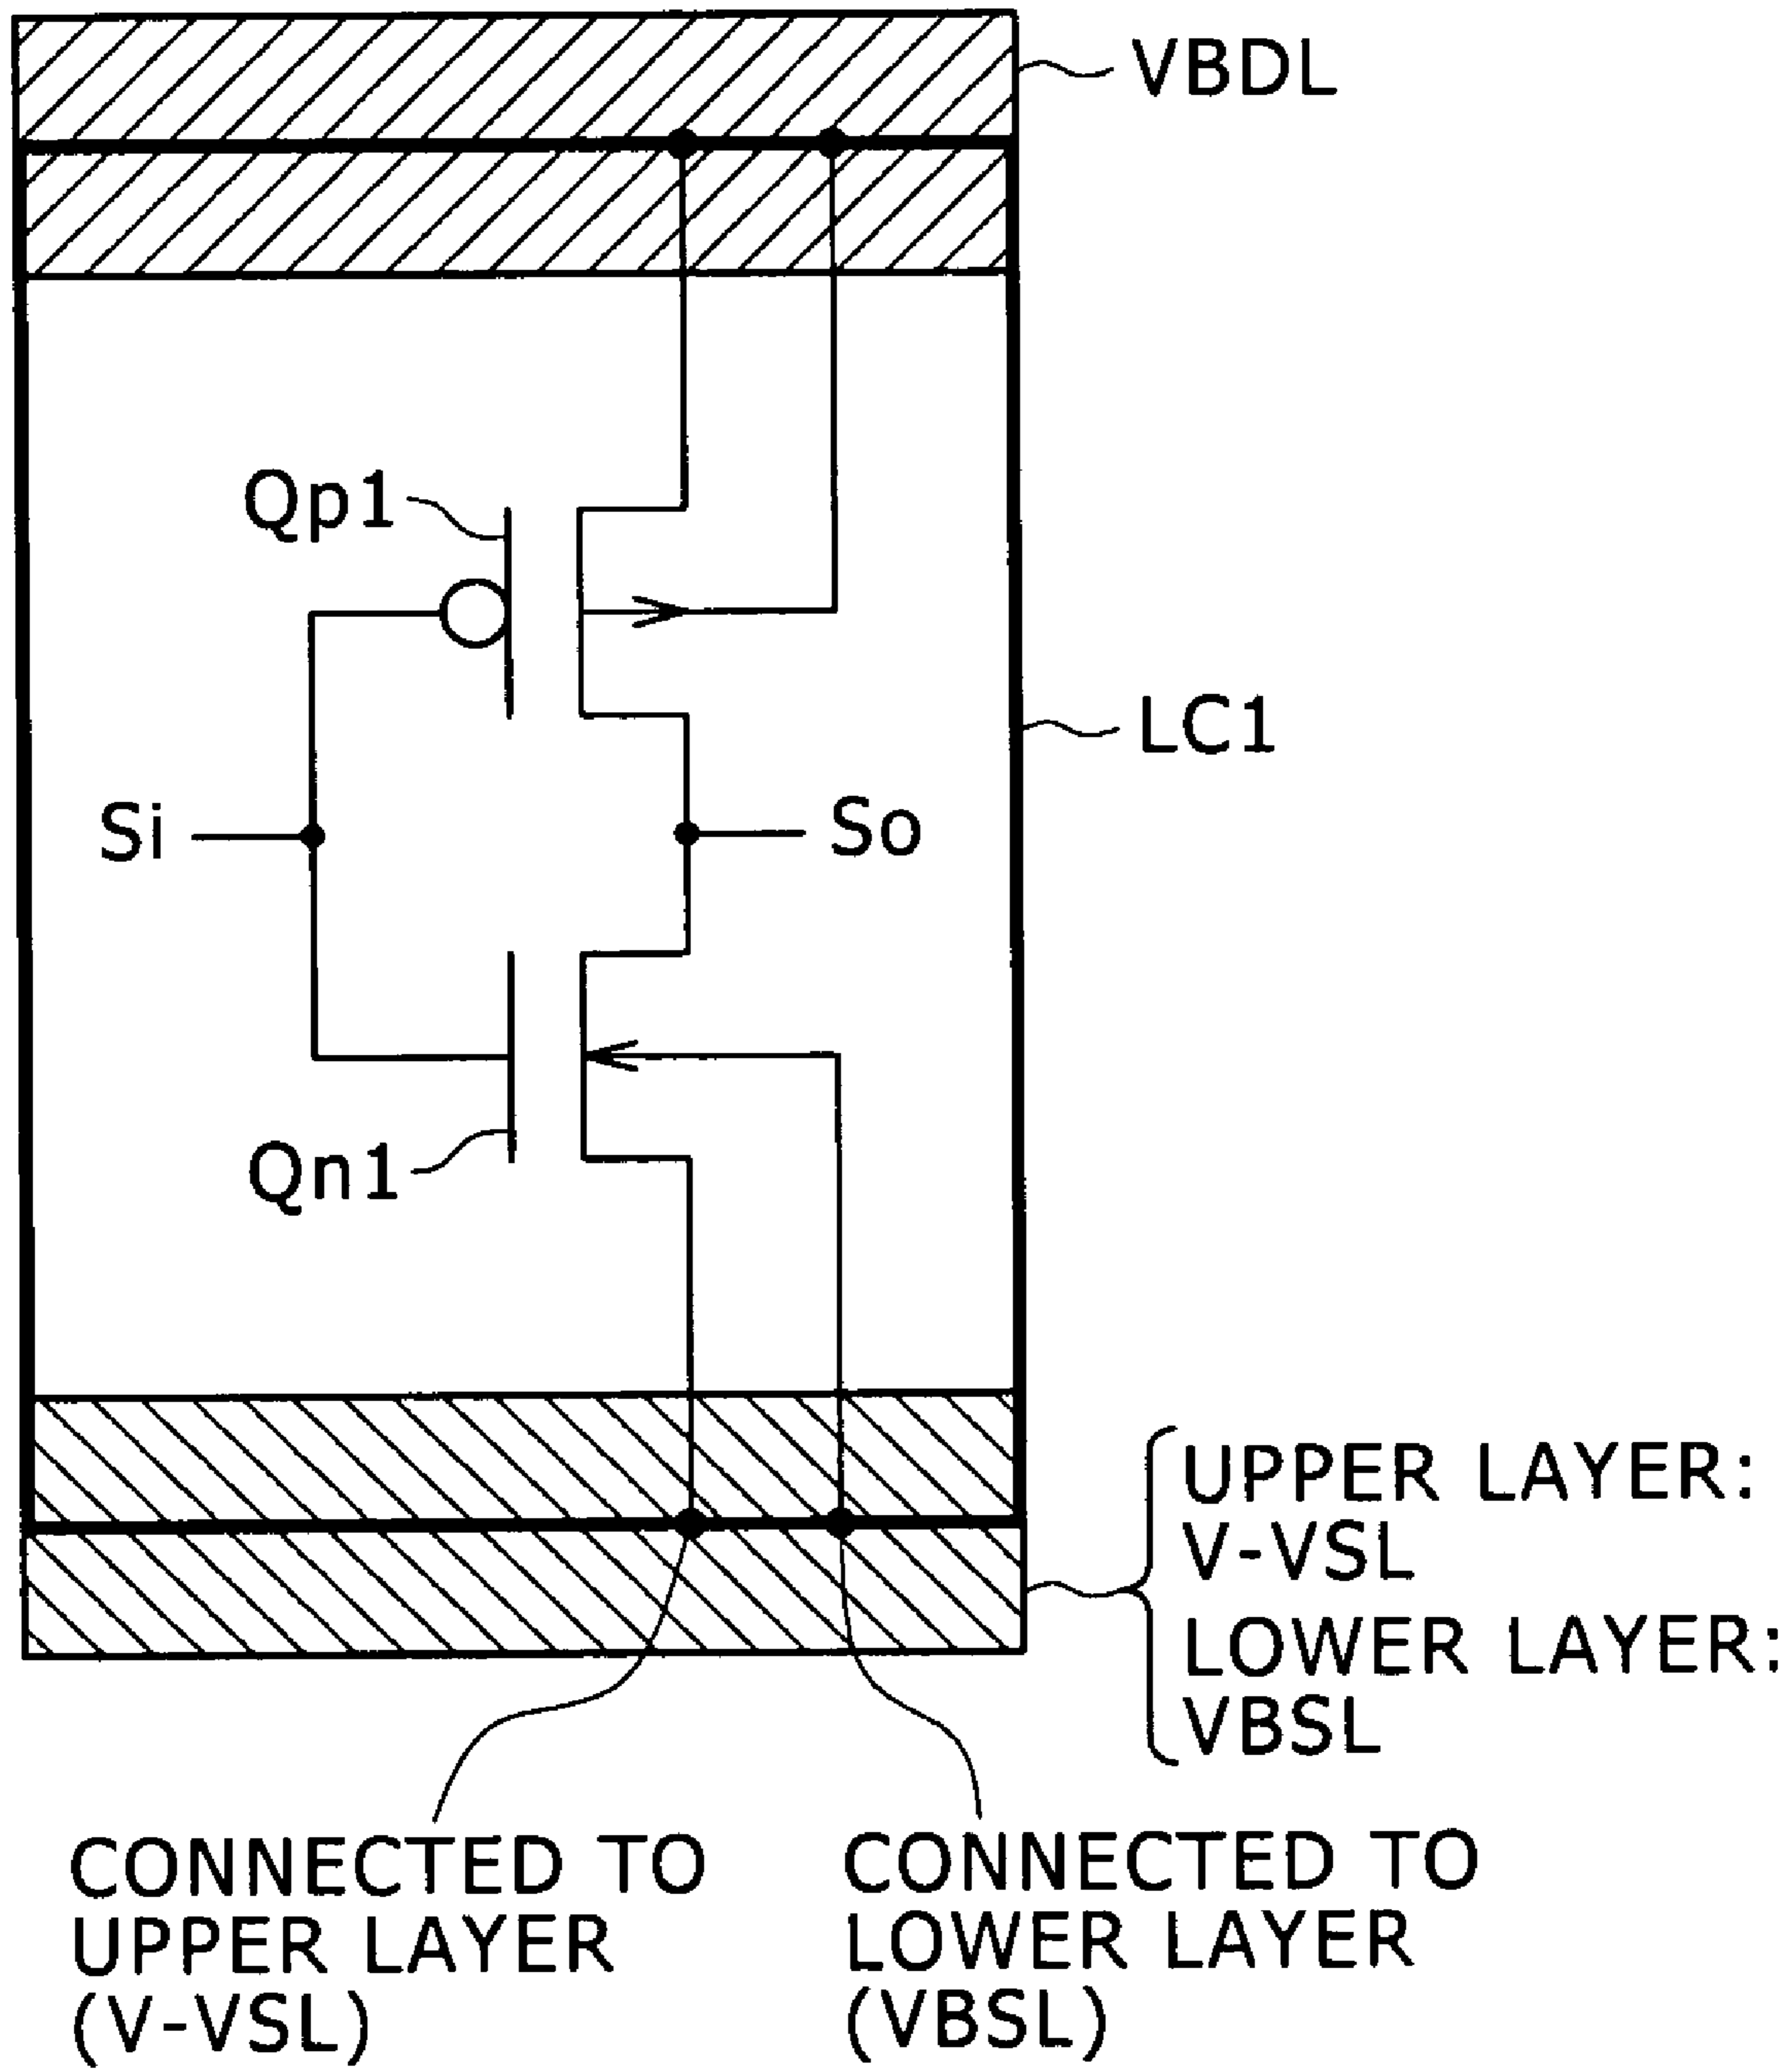 VBDL
Qp1
LC1
Si
So
Qn1
UPPER LAYER:
V-VSL
LOWER LAYER:
VBSL
CONNECTED TO
UPPER LAYER
(V-VSL)
CONNECTED TO
LOWER LAYER
(VBSL)